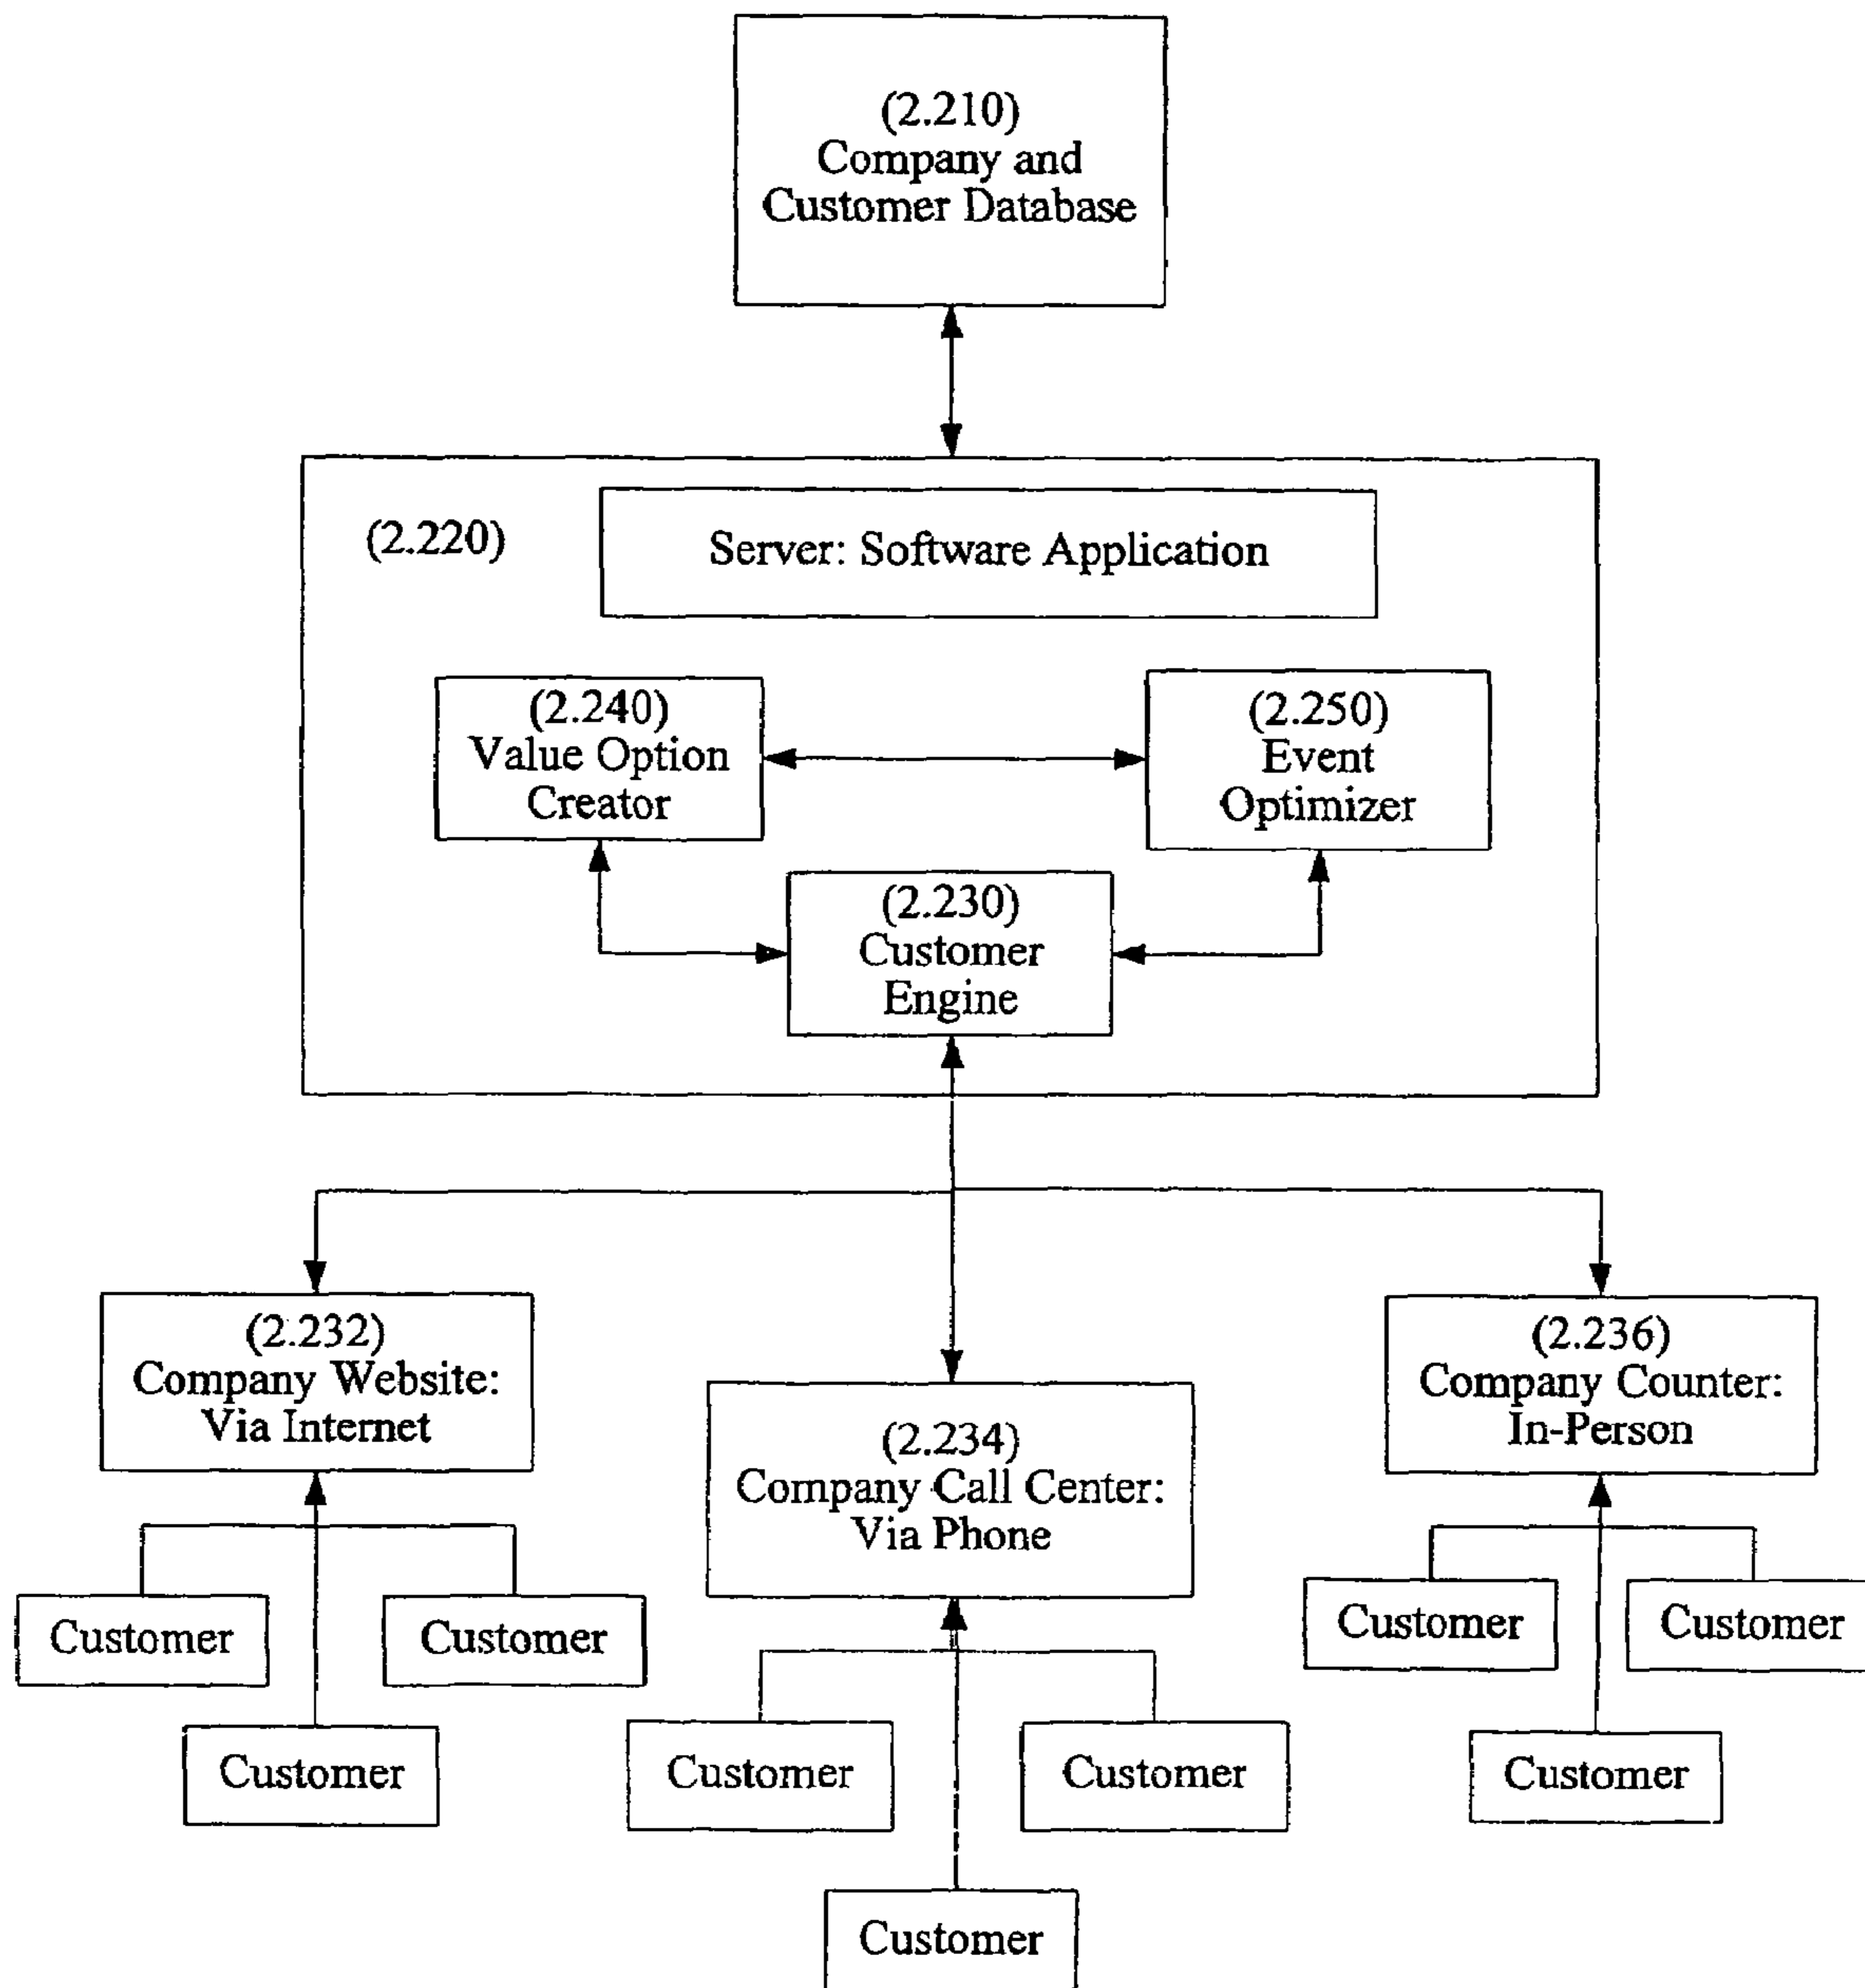 (2.210)
Company and
Customer Database
(2.220)
Server: Software Application
(2.240)
Value Option
Creator
(2.250)
Event
Optimizer
(2.230)
Customer
Engine
(2.232)
Company Website:
Via Internet
(2.234)
Company Call Center:
Via Phone
(2.236)
Company Counter:
In-Person
Customer
Customer
Customer
Customer
Customer
Customer
Customer
Customer
Customer